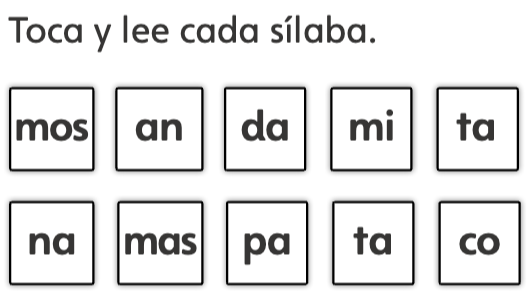 Toca y lee cada sílaba.
mos an da mi ta
na mas pa ta co